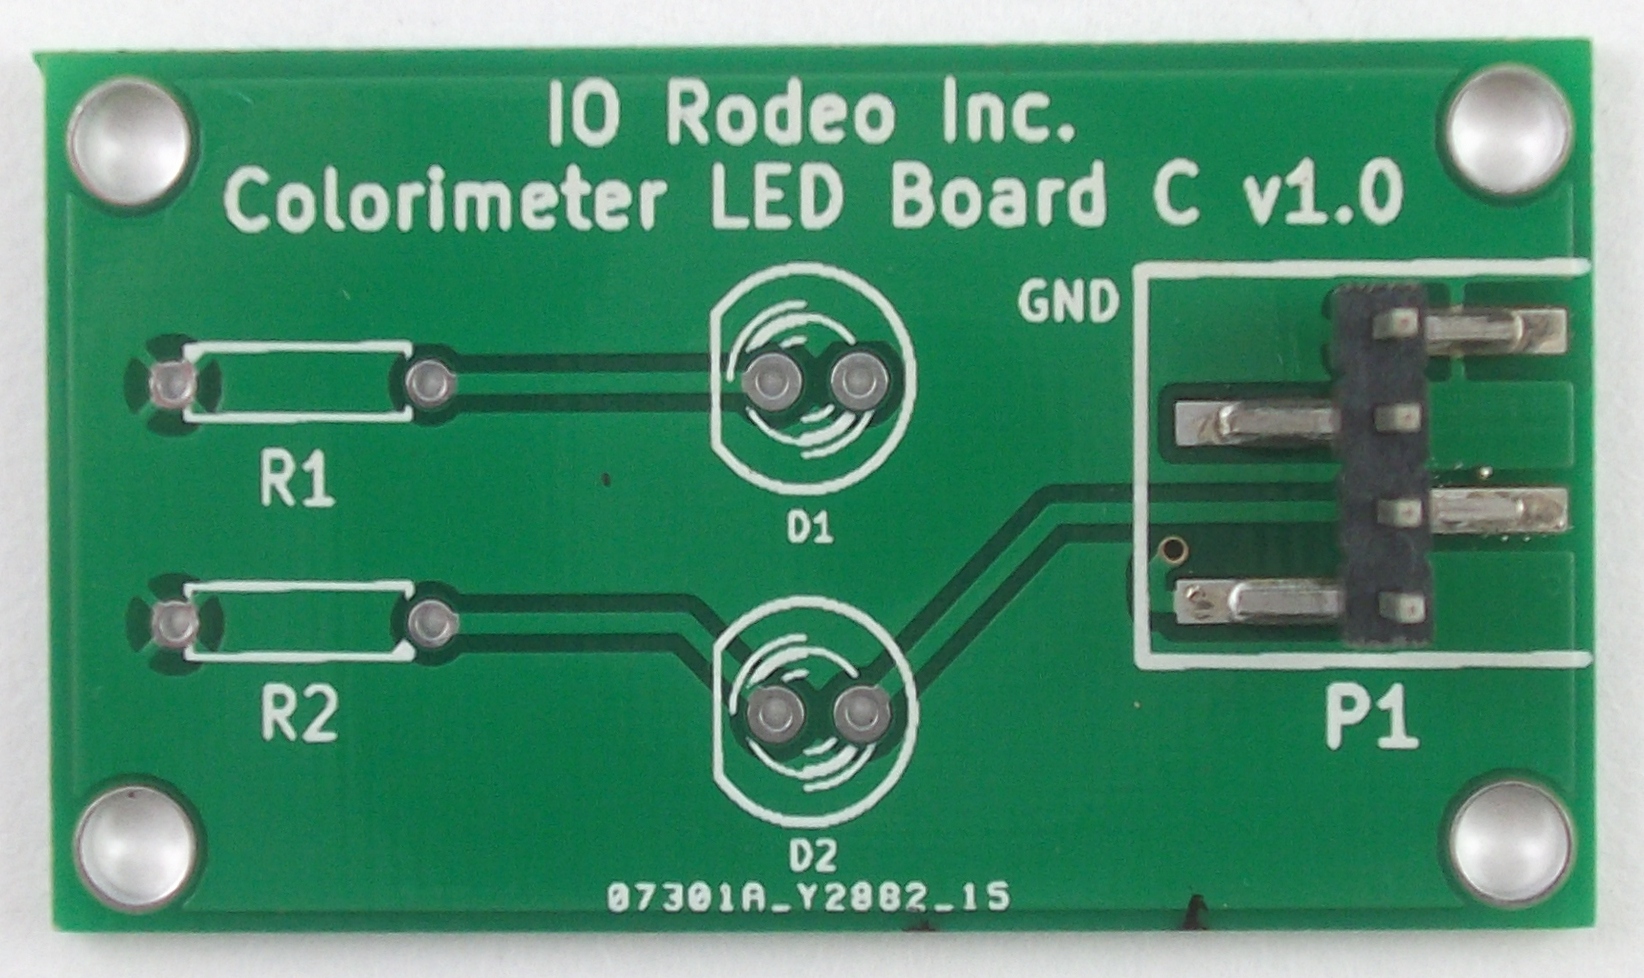 IO Rodeo Inc.
Colorimeter LED Board C v1.0
GND
R1
D1
R2
P1
D2
07301A_Y2882_15